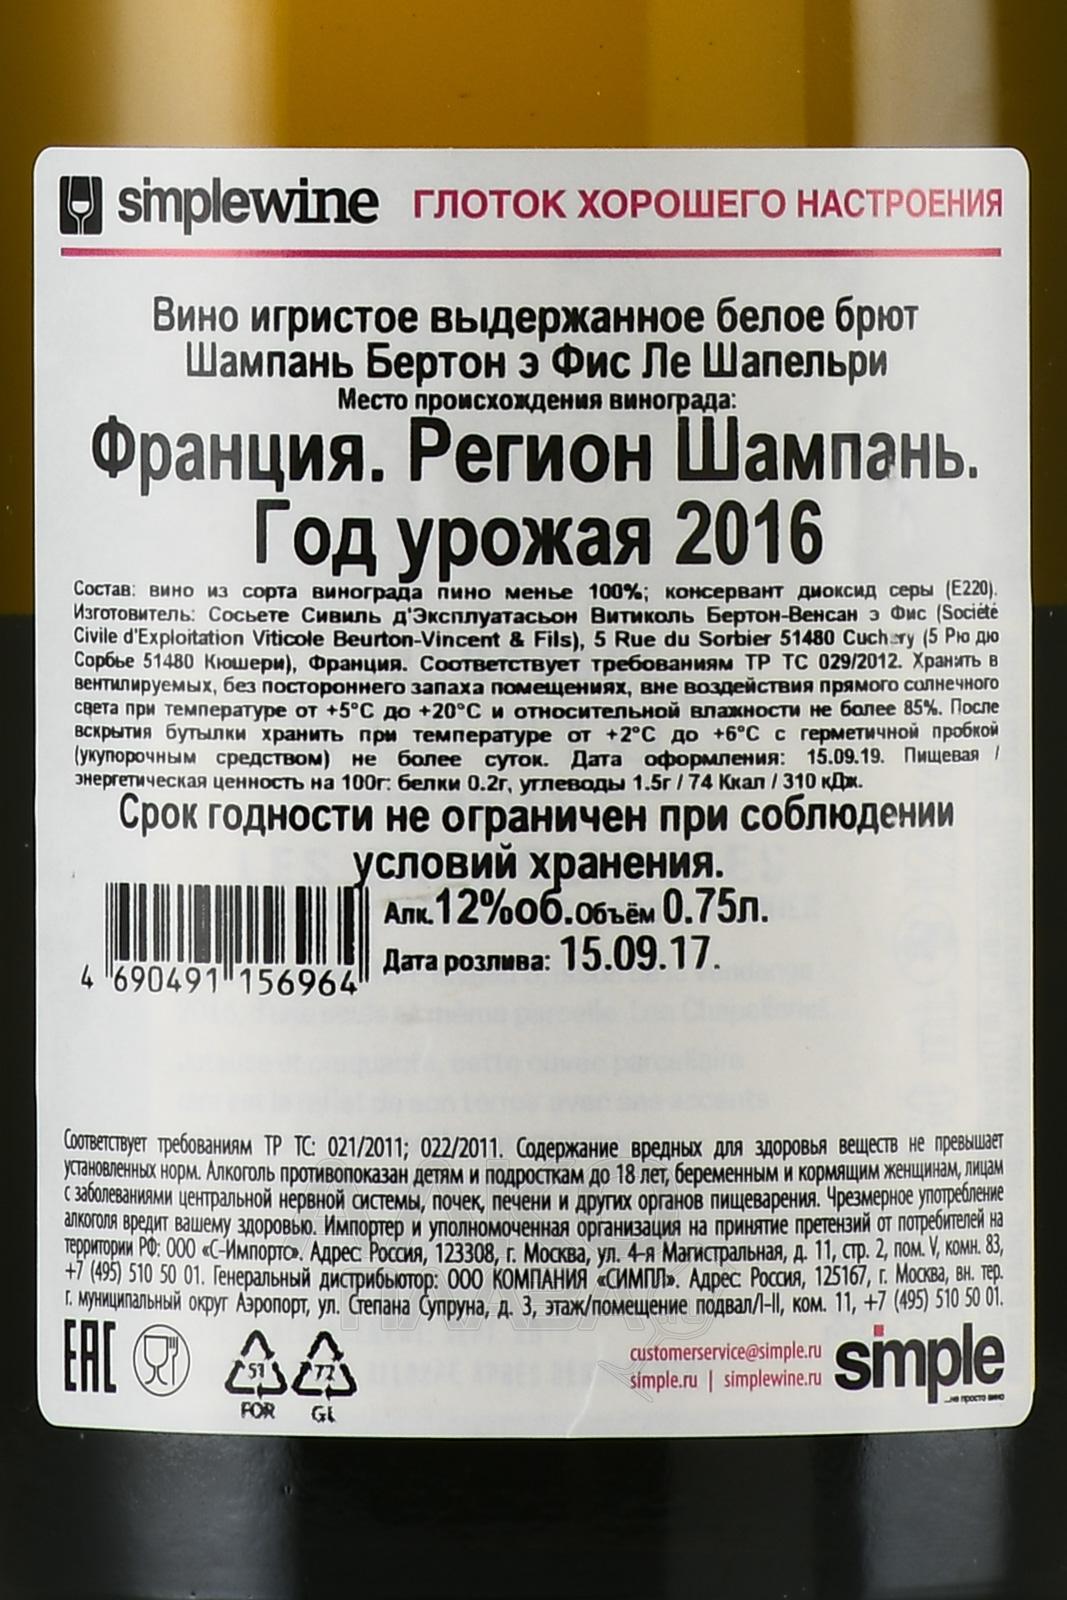 simplewine ГЛОТОК ХОРОШЕГО НАСТРОЕНИЯ
Вино игристое выдержанное белое брют
Шампань Бертон э Фис Ле Шапельри
Место происхождения винограда:
Франция. Регион Шампань.
Год урожая 2016
Состав: вино из сорта винограда пино менье 100%; консервант диоксид серы (Е220).
Изготовитель: Сосьете Сивиль д'Эксплуатасьон Витиколь Бертон-Венсан э Фис (Société
Civile d'Exploitation Viticole Beurton-Vincent & Fils), 5 Rue du Sorbier 51480 Cuchery (5 Рю дю
Сорбье 51480 Кюшери), Франция. Соответствует требованиям ТР ТС 029/2012. Хранить в
вентилируемых, без постороннего запаха помещениях, вне воздействия прямого солнечного
света при температуре от +5°C до +20°C и относительной влажности не более 85%. После
вскрытия бутылки хранить при температуре от +2°C до +6°C с герметичной пробкой
(укупорочным средством) не более суток. Дата оформления: 15.09.19. Пищевая /
энергетическая ценность на 100г: белки 0.2г, углеводы 1.5г / 74 Ккал / 310 кДж.
Срок годности не ограничен при соблюдении
условий хранения.
Алк.12%об.Объём 0.75л.
Дата розлива: 15.09.17.
4 690491 156964
Соответствует требованиям ТР ТС: 021/2011; 022/2011. Содержание вредных для здоровья веществ не превышает
установленных норм. Алкоголь противопоказан детям и подросткам до 18 лет, беременным и кормящим женщинам, лицам
с заболеваниями центральной нервной системы, почек, печени и других органов пищеварения. Чрезмерное употребление
алкоголя вредит вашему здоровью. Импортер и уполномоченная организация на принятие претензий от потребителей на
территории РФ: ООО «С-Импортс». Адрес: Россия, 123308, г. Москва, ул. 4-я Магистральная, д. 11, стр. 2, пом. V, комн. 83,
+7 (495) 510 50 01. Генеральный дистрибьютор: ООО КОМПАНИЯ «СИМПЛ». Адрес: Россия, 125167, г. Москва, вн. тер.
г. муниципальный округ Аэропорт, ул. Степана Супруна, д. 3, этаж/помещение подвал/I-II, ком. 11, +7 (495) 510 50 01.
EAC
51
FOR
72
GL
customerservice@simple.ru
simple.ru | simplewine.ru
simple
...не просто вино